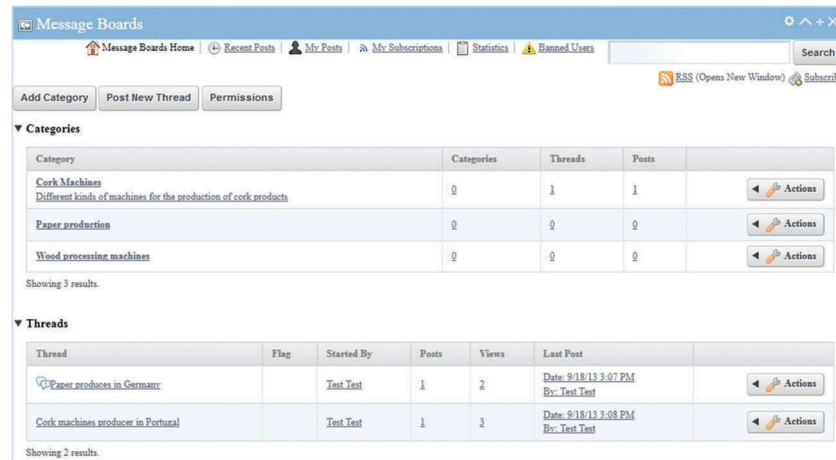 Message Boards
Message Boards Home | Recent Posts | My Posts | My Subscriptions | Statistics | Banned Users Search
RSS (Opens New Window)
Add Category Post New Thread Permissions
Categories
Category Categories Threads Posts
Cork Machines
Different kinds of machines for the production of cork products
0 1 1 Actions
Paper production 0 0 0 Actions
Wood processing machines 0 0 0 Actions
Showing 3 results.
Threads
Thread Flag Started By Posts Views Last Post
Paper produces in Germany Test Test 1 2 Date: 9/18/13 3:07 PM
By: Test Test
Actions
Cork machines producer in Portugal Test Test 1 3 Date: 9/18/13 3:08 PM
By: Test Test
Actions
Showing 2 results.